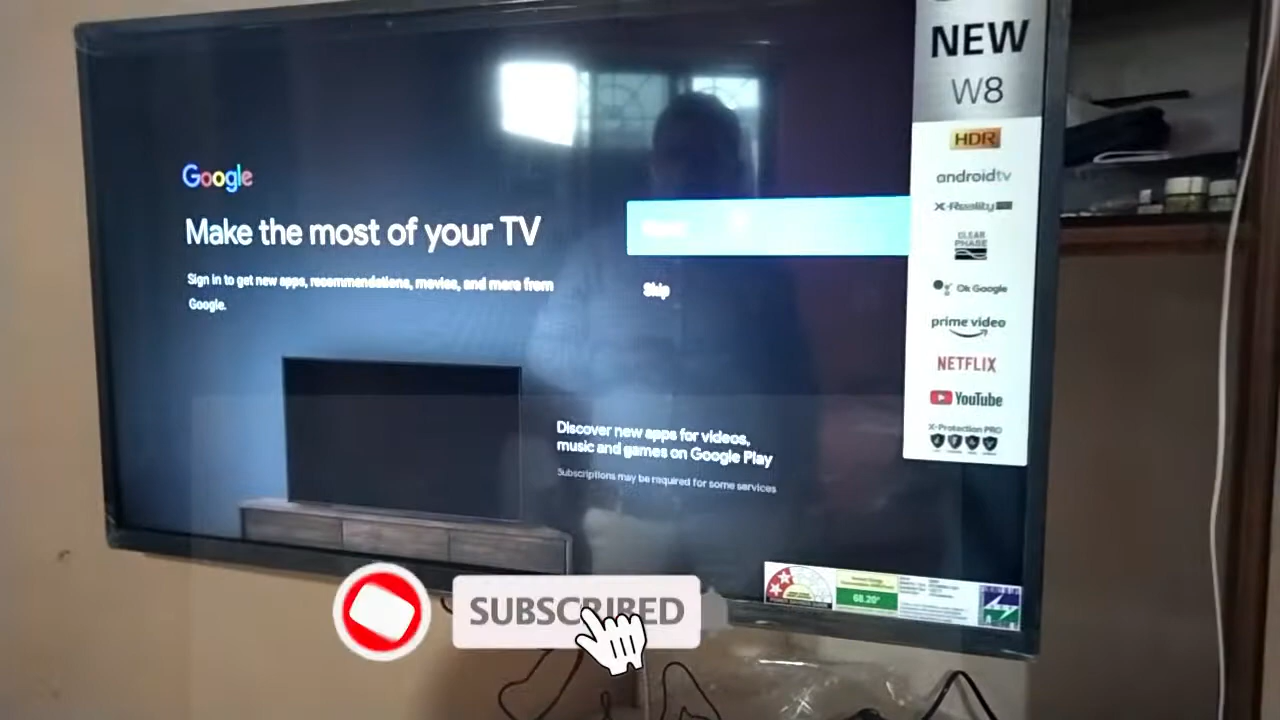 Google
Make the most of your TV
Sign in to get new apps, recommendations, movies, and more from
Google.
Skip
Discover new apps for videos,
music and games on Google Play
Subscriptions may be required for some services
NEW
W8
HDR
androidtv
X-Reality PRO
CLEAR
PHASE
Ok Google
prime video
NETFLIX
YouTube
X-Protection PRO
68.20*
SUBSCRIBED